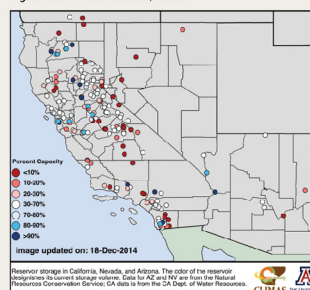 Percent Capacity
<10%
10-20%
20-30%
30-70%
70-80%
80-90%
>90%
Image updated on: 18-Dec-2014
Reservoir storage in California, Nevada, and Arizona. The color of the reservoir
designates its current storage volume. Data for AZ and NV are from the Natural
Resources Conservation Service; CA data is from the CA Dept. of Water Resources.
CLIMAS